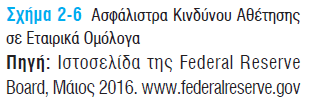 Σχήμα 2-6 Ασφάλιστρα Κινδύνου Αθέτησης
σε Εταιρικά Ομόλογα
Πηγή: Ιστοσελίδα της Federal Reserve
Board, Μάιος 2016. www.federalreserve.gov